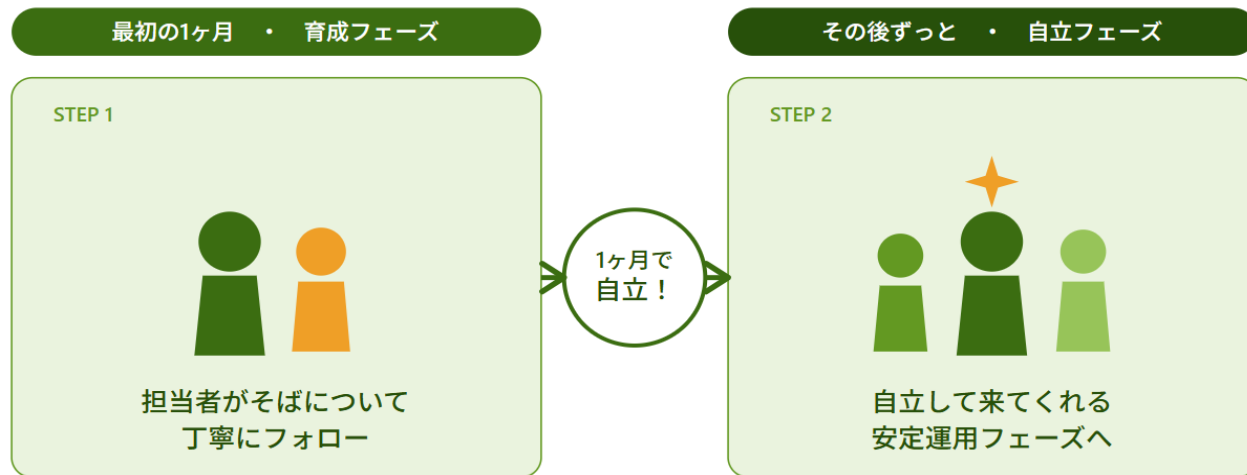 最初の1ヶ月 ・ 育成フェーズ
その後ずっと ・ 自立フェーズ
STEP 1
担当者がそばについて
丁寧にフォロー
1ヶ月で
自立！
STEP 2
自立して来てくれる
安定運用フェーズへ